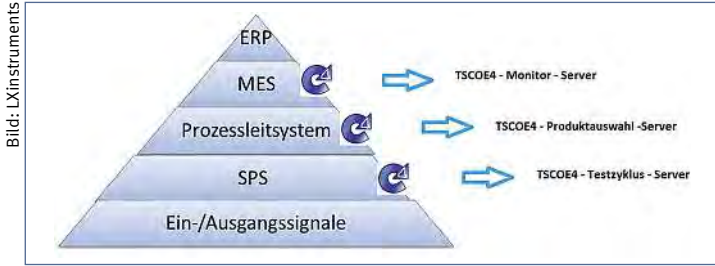 Bild: LXinstruments
ERP
MES
TSCOE4 - Monitor - Server
Prozessleitsystem
TSCOE4 - Produktauswahl -Server
SPS
TSCOE4 - Testzyklus - Server
Ein-/Ausgangssignale